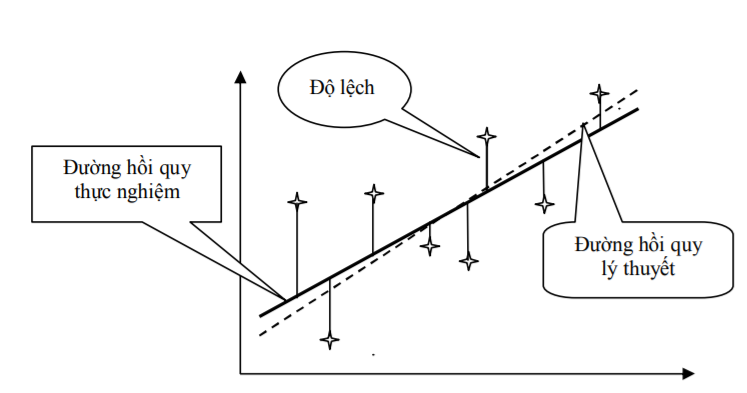 Độ lệch
Đường hồi quy
thực nghiệm
Đường hồi quy
lý thuyết